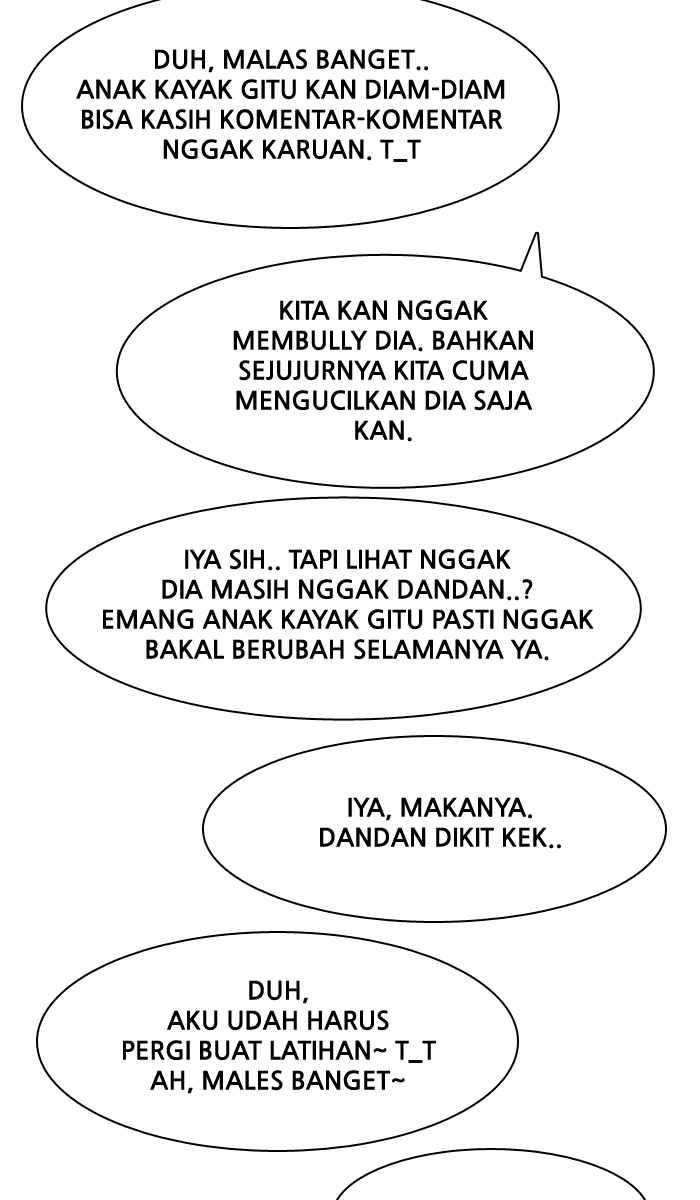 DUH, MALAS BANGET..
ANAK KAYAK GITU KAN DIAM-DIAM
BISA KASIH KOMENTAR-KOMENTAR
NGGAK KARUAN. T_T
KITA KAN NGGAK
MEMBULLY DIA. BAHKAN
SEJUJURNYA KITA CUMA
MENGUCILKAN DIA SAJA
KAN.
IYA SIH.. TAPI LIHAT NGGAK
DIA MASIH NGGAK DANDAN..?
EMANG ANAK KAYAK GITU PASTI NGGAK
BAKAL BERUBAH SELAMANYA YA.
IYA, MAKANYA.
DANDAN DIKIT KEK..
DUH,
AKU UDAH HARUS
PERGI BUAT LATIHAN~ T_T
AH, MALES BANGET~